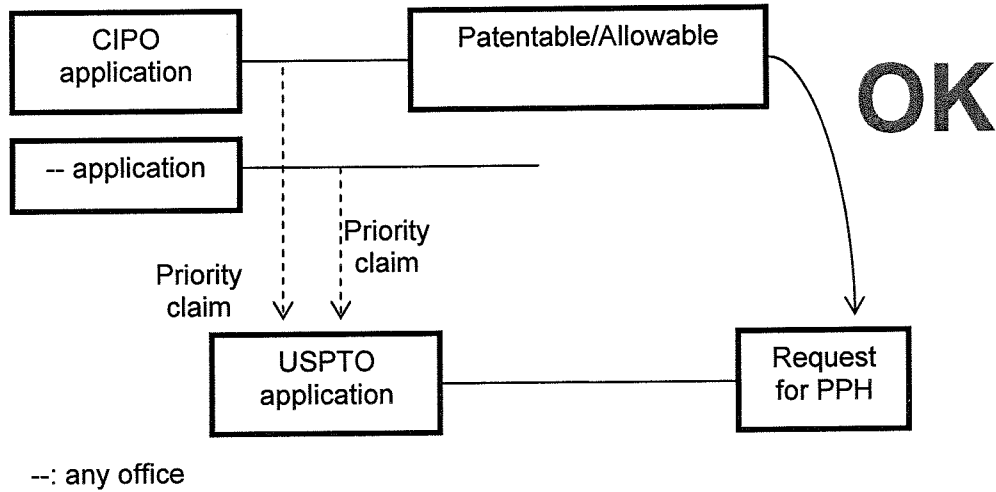 CIPO
application
Patentable/Allowable
OK
-- application
Priority
claim
Priority
claim
USPTO
application
Request
for PPH
--: any office